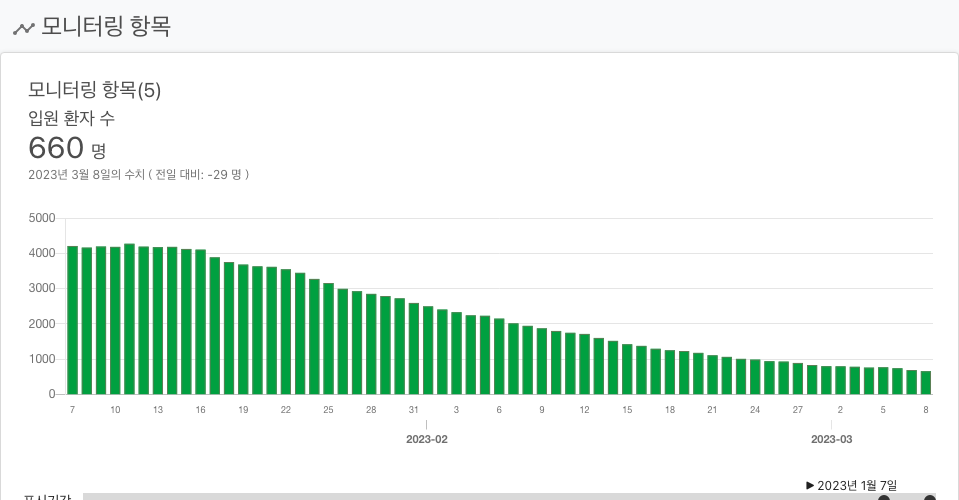 모니터링 항목
모니터링 항목(5)
입원 환자 수
660 명
2023년 3월 8일의 수치 ( 전일 대비: -29 명 )
5000
4000
3000
2000
1000
0
7 10 13 16 19 22 25 28 31 3 6 9 12 15 18 21 24 27 2 5 8
2023-02 2023-03
▶ 2023년 1월 7일
표시기간